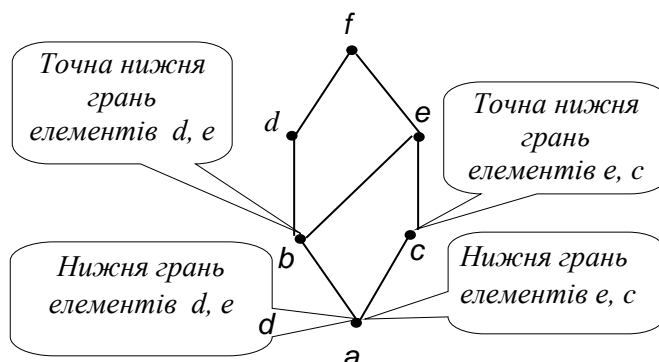 f
Точна нижня
грань
елементів d, e
Точна нижня
грань
елементів e, c
d
e
b
c
Нижня грань
елементів d, e
Нижня грань
елементів e, c
d
a